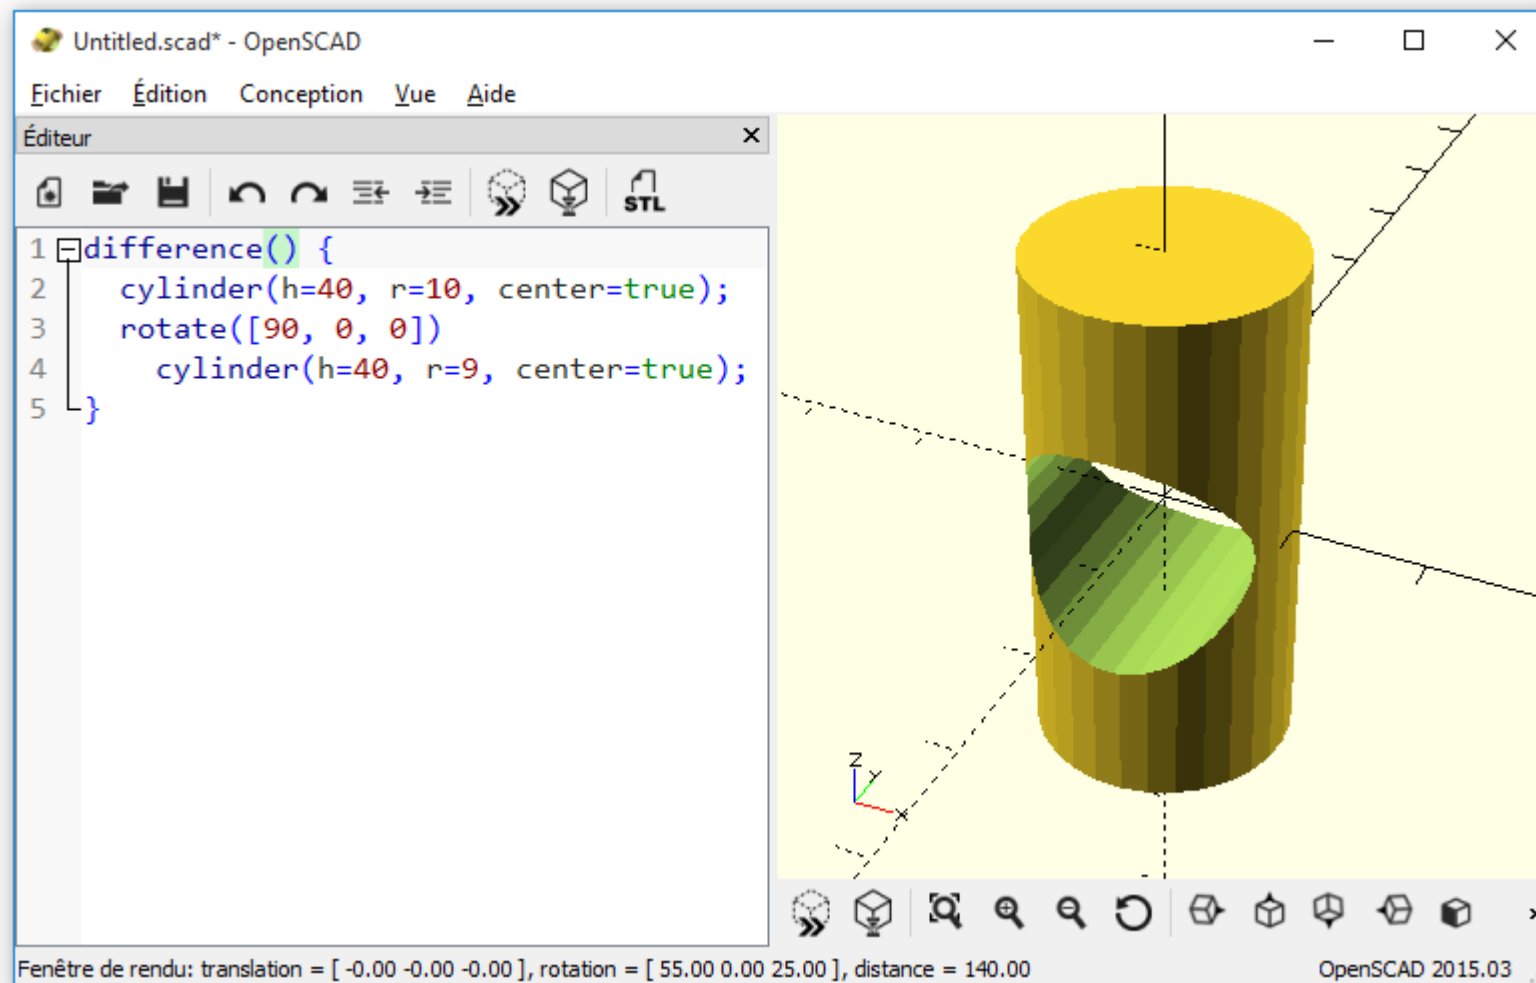 Untitled.scad* - OpenSCAD
Fichier Édition Conception Vue Aide
Éditeur
STL
1 difference() {
2 cylinder(h=40, r=10, center=true);
3 rotate([90, 0, 0])
4 cylinder(h=40, r=9, center=true);
5 }
Z
Y
X
Fenêtre de rendu: translation = [ -0.00 -0.00 -0.00 ], rotation = [ 55.00 0.00 25.00 ], distance = 140.00
OpenSCAD 2015.03